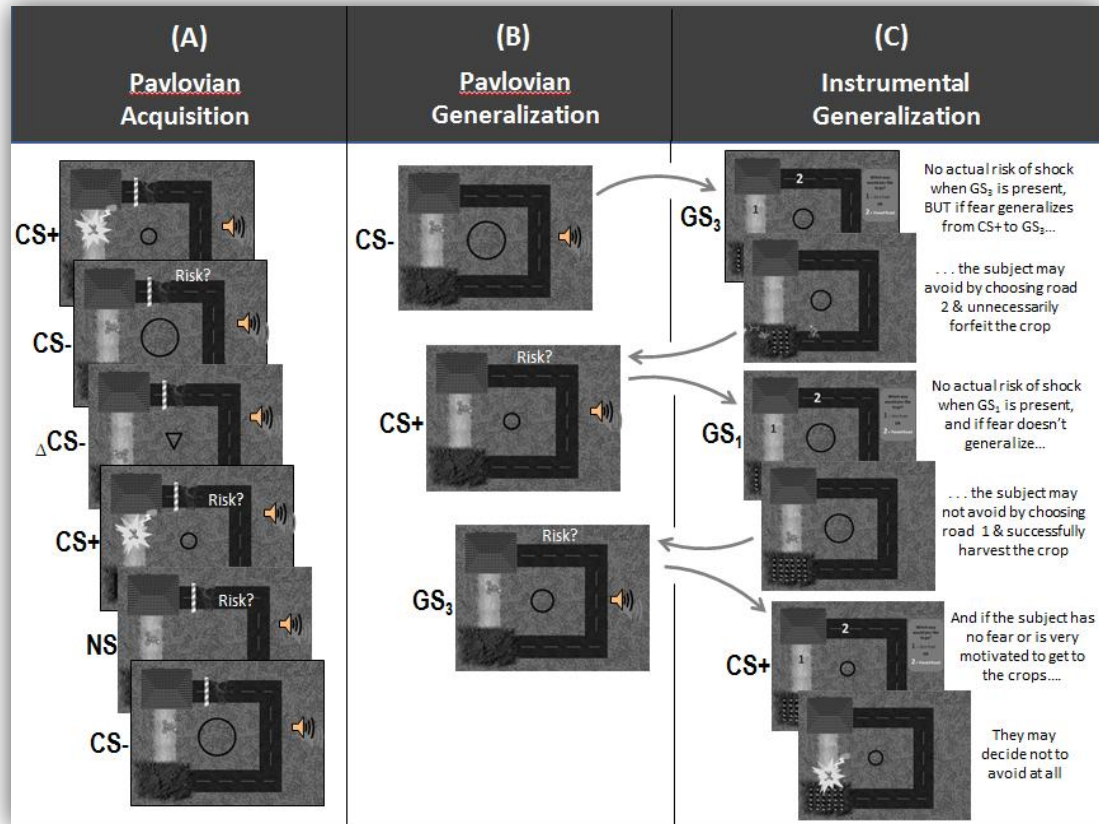 (A)
Pavlovian
Acquisition
CS+
Risk?
CS-
ΔCS-
Risk?
CS+
Risk?
NS
CS-
(B)
Pavlovian
Generalization
CS-
Risk?
CS+
Risk?
GS3
(C)
Instrumental
Generalization
2
1
GS3
No actual risk of shock
when GS3 is present,
BUT if fear generalizes
from CS+ to GS3...
. . . the subject may
avoid by choosing road
2 & unnecessarily
forfeit the crop
2
1
GS1
No actual risk of shock
when GS1 is present,
and if fear doesn't
generalize...
. . . the subject may
not avoid by choosing
road 1 & successfully
harvest the crop
2
1
CS+
And if the subject has
no fear or is very
motivated to get to
the crops....
They may
decide not to
avoid at all